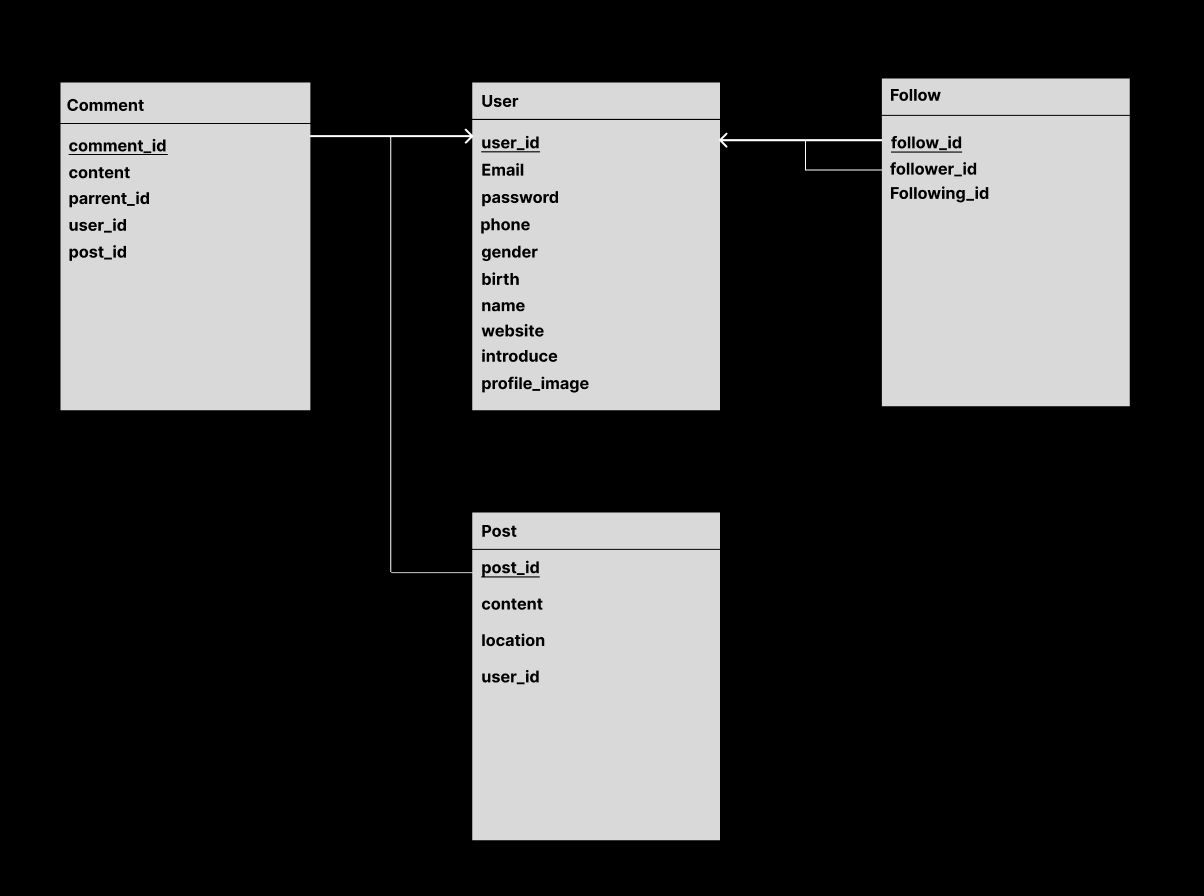 Comment
comment_id
content
parrent_id
user_id
post_id
User
user_id
Email
password
phone
gender
birth
name
website
introduce
profile_image
Follow
follow_id
follower_id
Following_id
Post
post_id
content
location
user_id